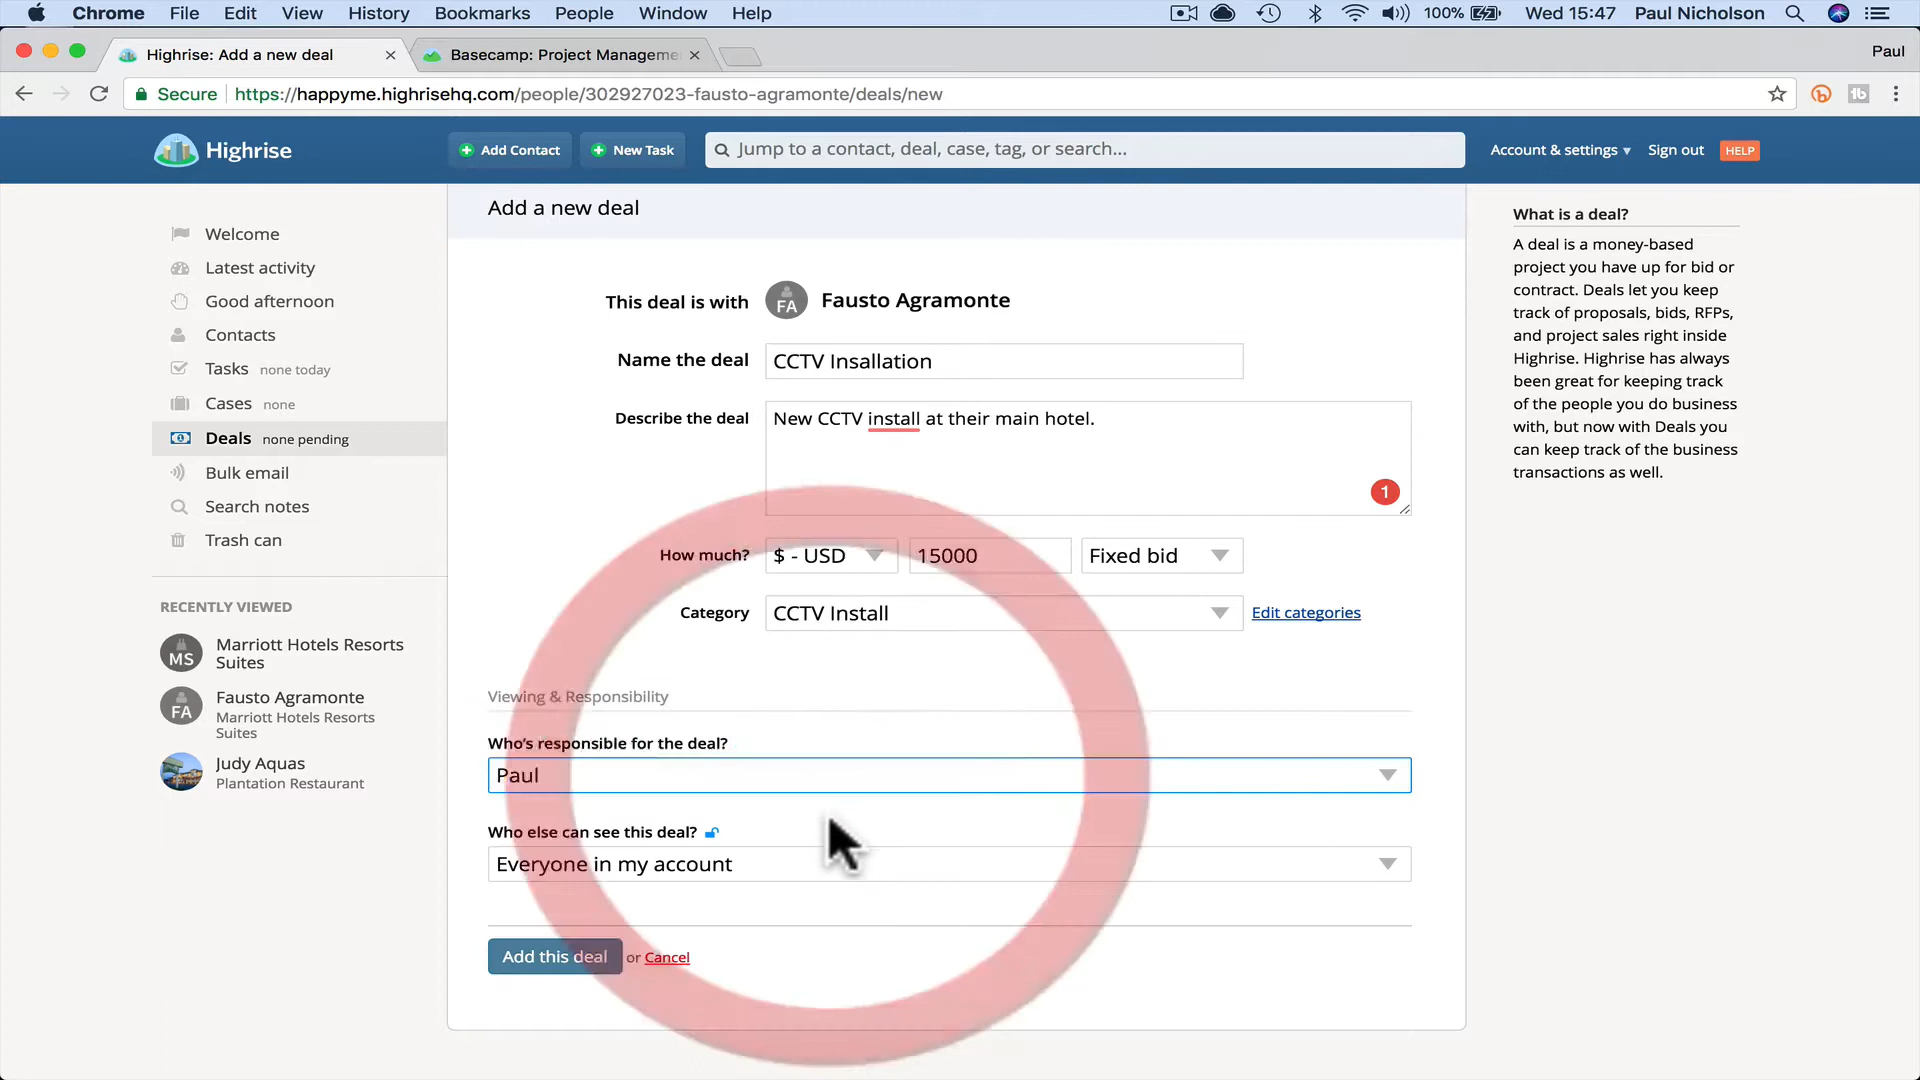 Chrome File Edit View History Bookmarks People Window Help 100% Wed 15:47 Paul Nicholson
Highrise: Add a new deal
Basecamp: Project Manageme
Paul
Secure https://happyme.highrisehq.com/people/302927023-fausto-agramonte/deals/new
Highrise
Add Contact
New Task
Jump to a contact, deal, case, tag, or search...
Account & settings
Sign out
HELP
Welcome
Latest activity
Good afternoon
Contacts
Tasks none today
Cases none
Deals none pending
Bulk email
Search notes
Trash can
RECENTLY VIEWED
MS
Marriott Hotels Resorts
Suites
FA
Fausto Agramonte
Marriott Hotels Resorts
Suites
Judy Aquas
Plantation Restaurant
Add a new deal
This deal is with FA Fausto Agramonte
Name the deal CCTV Insallation
Describe the deal New CCTV install at their main hotel.
1
How much? $ - USD 15000 Fixed bid
Category CCTV Install Edit categories
Viewing & Responsibility
Who's responsible for the deal?
Paul
Who else can see this deal?
Everyone in my account
Add this deal or Cancel
What is a deal?
A deal is a money-based
project you have up for bid or
contract. Deals let you keep
track of proposals, bids, RFPs,
and project sales right inside
Highrise. Highrise has always
been great for keeping track
of the people you do business
with, but now with Deals you
can keep track of the business
transactions as well.